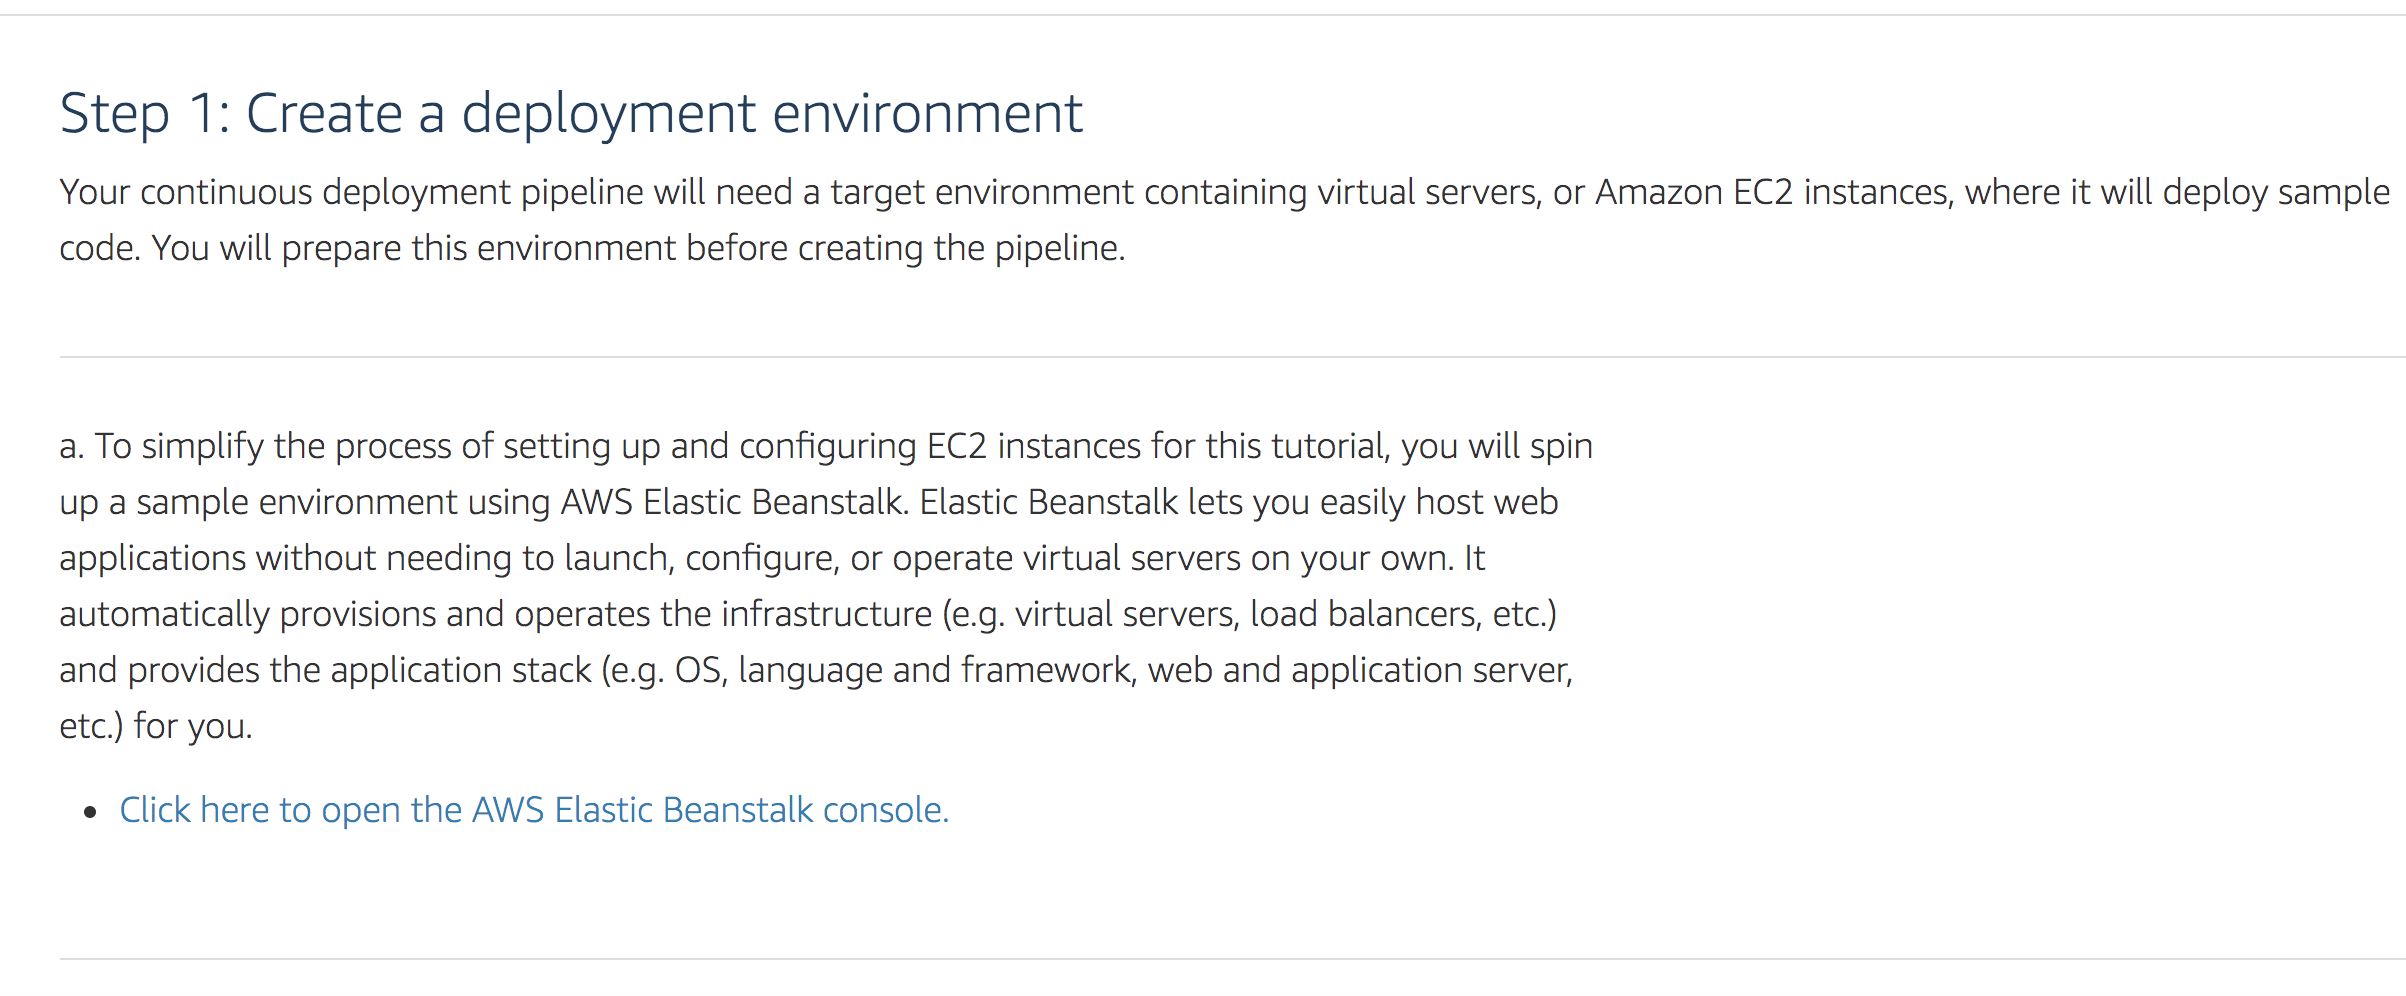 Step 1: Create a deployment environment
Your continuous deployment pipeline will need a target environment containing virtual servers, or Amazon EC2 instances, where it will deploy sample
code. You will prepare this environment before creating the pipeline.
a. To simplify the process of setting up and configuring EC2 instances for this tutorial, you will spin
up a sample environment using AWS Elastic Beanstalk. Elastic Beanstalk lets you easily host web
applications without needing to launch, configure, or operate virtual servers on your own. It
automatically provisions and operates the infrastructure (e.g. virtual servers, load balancers, etc.)
and provides the application stack (e.g. OS, language and framework, web and application server,
etc.) for you.
• Click here to open the AWS Elastic Beanstalk console.